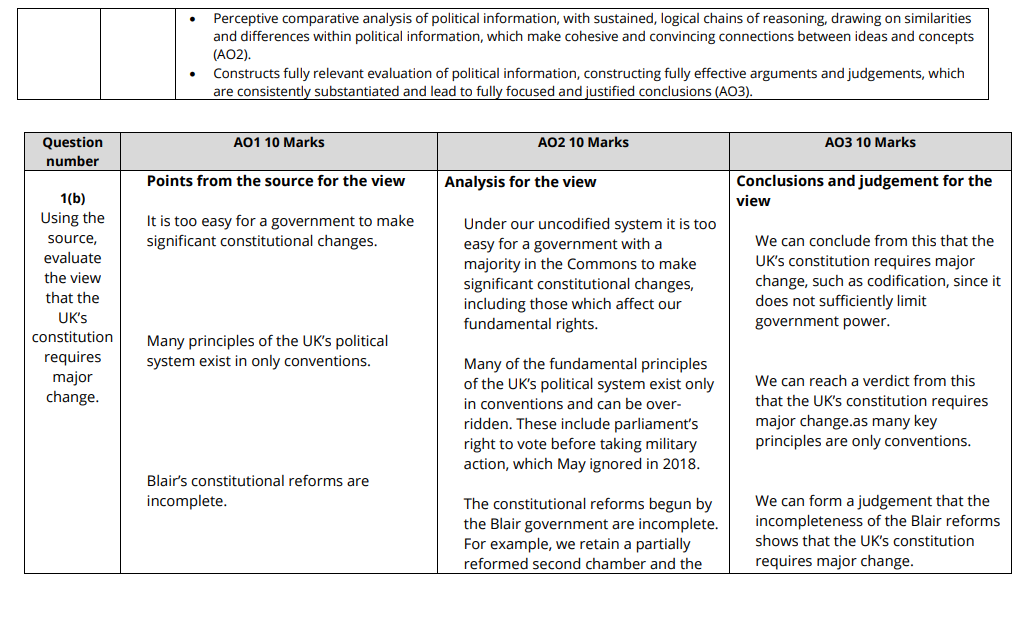 • Perceptive comparative analysis of political information, with sustained, logical chains of reasoning, drawing on similarities
and differences within political information, which make cohesive and convincing connections between ideas and concepts
(AO2).
• Constructs fully relevant evaluation of political information, constructing fully effective arguments and judgements, which
are consistently substantiated and lead to fully focused and justified conclusions (AO3).
Question
number
AO1 10 Marks
AO2 10 Marks
AO3 10 Marks
1(b)
Using the
source,
evaluate
the view
that the
UK’s
constitution
requires
major
change.
Points from the source for the view
It is too easy for a government to make
significant constitutional changes.
Many principles of the UK’s political
system exist in only conventions.
Blair’s constitutional reforms are
incomplete.
Analysis for the view
Under our uncodified system it is too
easy for a government with a
majority in the Commons to make
significant constitutional changes,
including those which affect our
fundamental rights.
Many of the fundamental principles
of the UK’s political system exist only
in conventions and can be over-
ridden. These include parliament’s
right to vote before taking military
action, which May ignored in 2018.
The constitutional reforms begun by
the Blair government are incomplete.
For example, we retain a partially
reformed second chamber and the
Conclusions and judgement for the
view
We can conclude from this that the
UK’s constitution requires major
change, such as codification, since it
does not sufficiently limit
government power.
We can reach a verdict from this
that the UK’s constitution requires
major change.as many key
principles are only conventions.
We can form a judgement that the
incompleteness of the Blair reforms
shows that the UK’s constitution
requires major change.